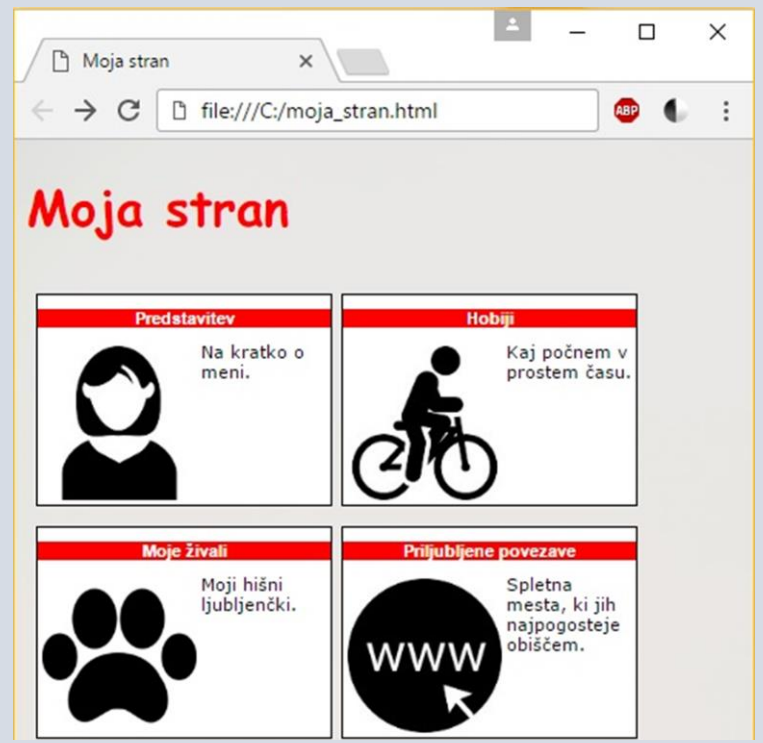 Moja stran
file:///C:/moja_stran.html
ABP
Moja stran
Predstavitev
Na kratko o
meni.
Hobiji
Kaj počnem v
prostem času.
Moje živali
Moji hišni
ljubljenčki.
Priljubljene povezave
www
Spletna
mesta, ki jih
najpogosteje
obiščem.